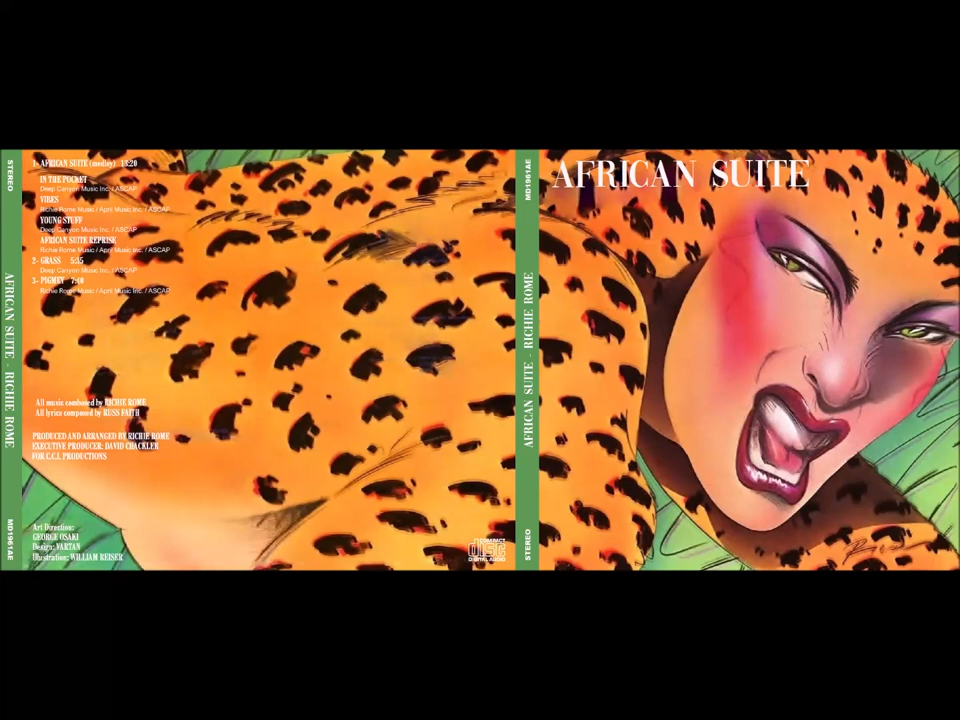 STEREO
AFRICAN SUITE - RICHIE ROME
MD1961AE
1- AFRICAN SUITE (medley) 13:20
IN THE POCKET
Deep Canyon Music Inc. / ASCAP
VIBES
Richie Rome Music / April Music Inc. / ASCAP
YOUNG STUFF
Deep Canyon Music Inc. / ASCAP
AFRICAN SUITE REPRISE
Richie Rome Music / April Music Inc. / ASCAP
2- GRASS 5:35
Deep Canyon Music Inc. / ASCAP
3- PIGMEY
Richie Rome Music / April Music Inc. / ASCAP
All music composed by RICHIE ROME
All lyrics composed by RUSS FAITH
PRODUCED AND ARRANGED BY RICHIE ROME
EXECUTIVE PRODUCER: DAVID CHACKLER
FOR C.C.I. PRODUCTIONS
Art Direction:
GEORGE OSAKI
Design: VARTAN
Illustration: WILLIAM REISER
COMPACT
disc
DIGITAL AUDIO
MD1961AE
AFRICAN SUITE - RICHIE ROME
STEREO
AFRICAN SUITE